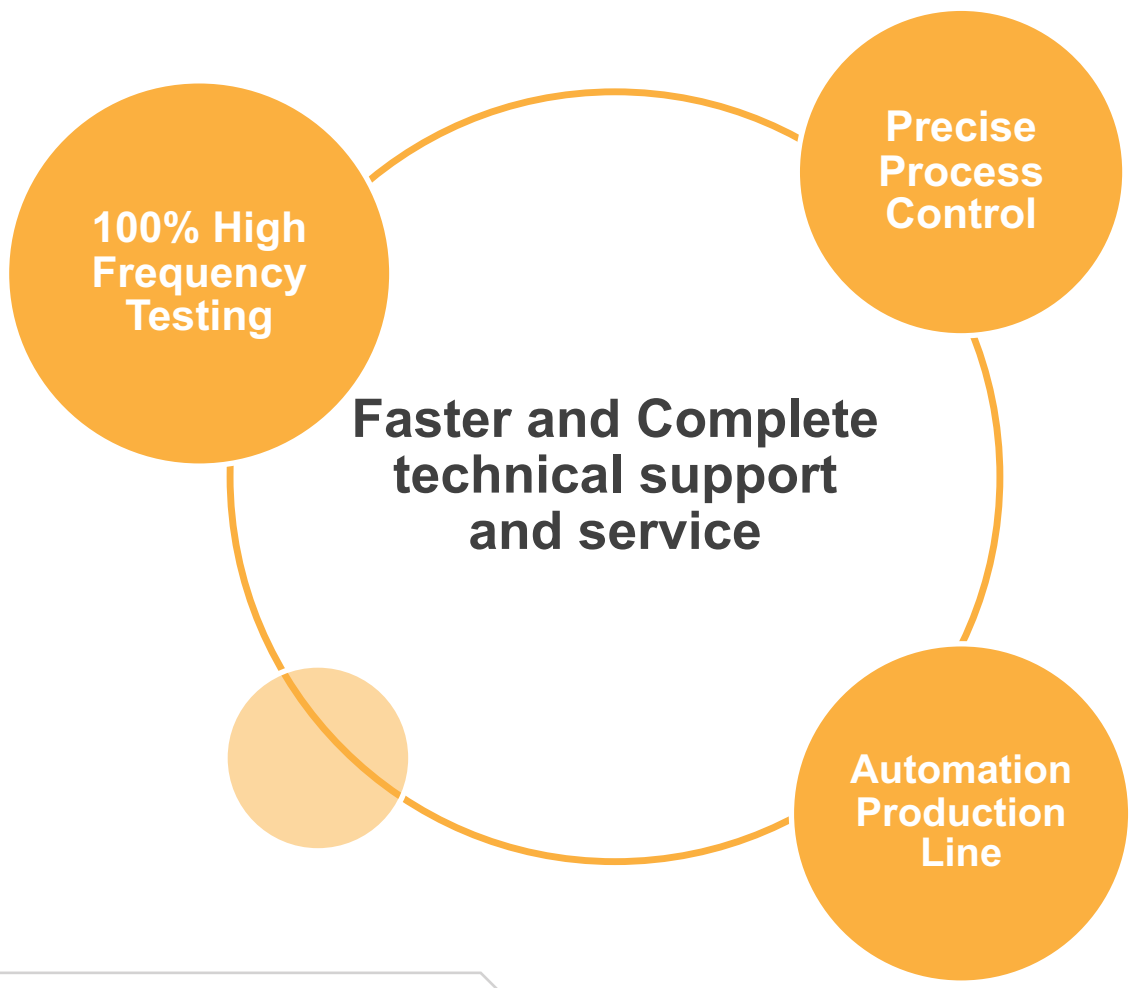 100% High
Frequency
Testing
Precise
Process
Control
Faster and Complete
technical support
and service
Automation
Production
Line